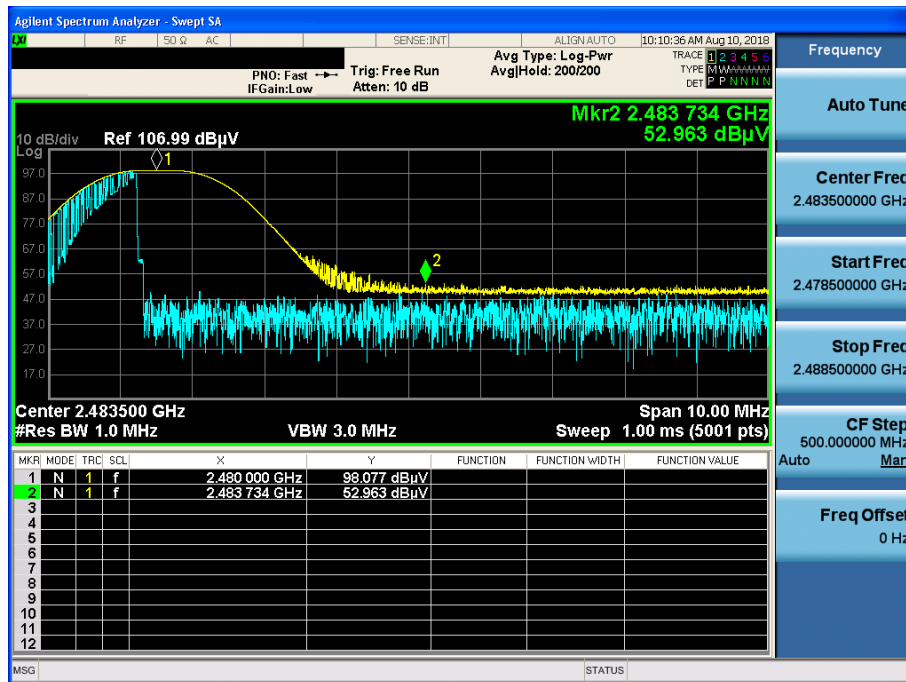 Agilent Spectrum Analyzer - Swept SA
LXI RF 50 Ω AC SENSE:INT ALIGN AUTO 10:10:36 AM Aug 10, 2018
PNO: Fast Trig: Free Run Avg Type: Log-Pwr TRACE 1 2 3 4 5 6
IFGain:Low Atten: 10 dB Avg|Hold: 200/200 TYPE M W
DET P P N N N N
Mkr2 2.483 734 GHz
52.963 dBµV
10 dB/div Ref 106.99 dBµV
Log
97.0
87.0
77.0
67.0
57.0
47.0
37.0
27.0
17.0
1
2
Center 2.483500 GHz Span 10.00 MHz
#Res BW 1.0 MHz VBW 3.0 MHz Sweep 1.00 ms (5001 pts)
MKR MODE TRC SCL X Y FUNCTION FUNCTION WIDTH FUNCTION VALUE
1 N 1 f 2.480 000 GHz 98.077 dBµV
2 N 1 f 2.483 734 GHz 52.963 dBµV
3
4
5
6
7
8
9
10
11
12
MSG STATUS
Frequency
Auto Tune
Center Freq
2.483500000 GHz
Start Freq
2.478500000 GHz
Stop Freq
2.488500000 GHz
CF Step
500.000000 MHz
Auto Man
Freq Offset
0 Hz